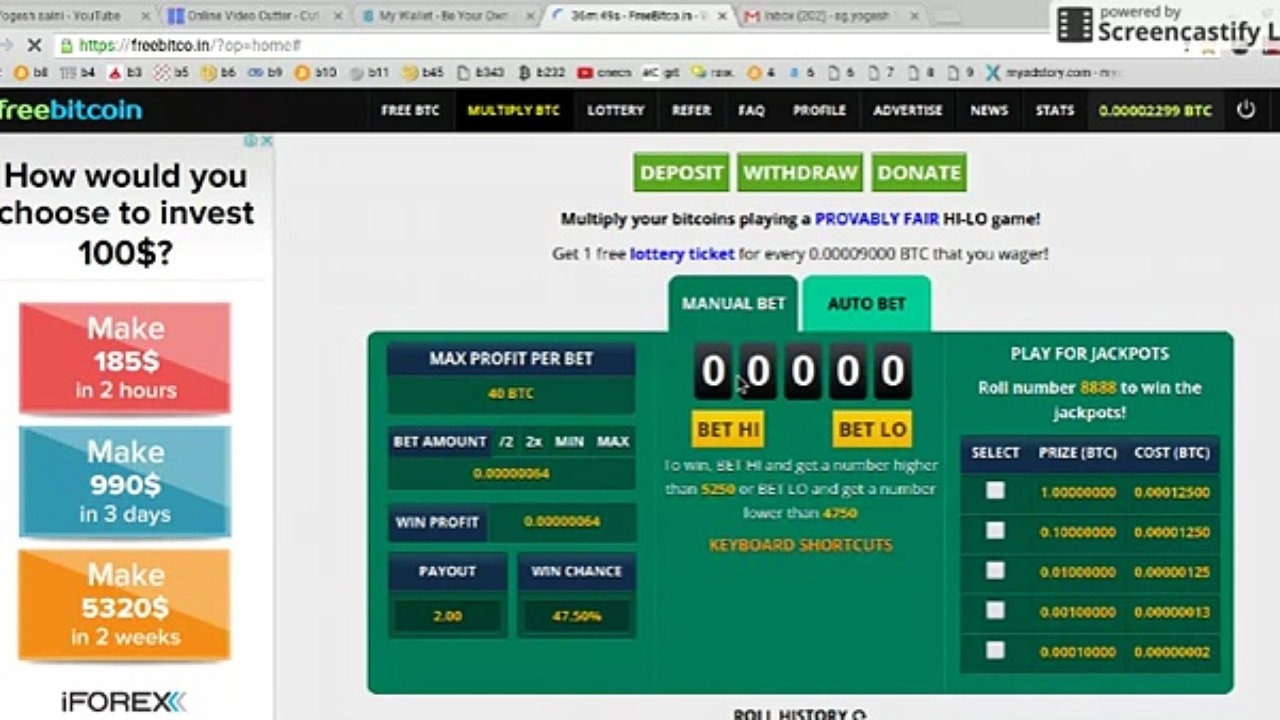 Yogesh saini - YouTube
Online Video Cutter - Cut
My Wallet - Be Your Own
36m 49s - FreeBitco.in -
Inbox (202) - sg.yogesh
powered by
Screencastify L
https://freebitco.in/?op=home#
b8 b4 b3 b5 b6 b9 b10 b11 b45 b343 b232 4 6 7 8 9 myadstory.com
freebitcoin
FREE BTC MULTIPLY BTC LOTTERY REFER FAQ PROFILE ADVERTISE NEWS STATS 0.00002299 BTC
How would you
choose to invest
100$?
Make
185$
in 2 hours
Make
990$
in 3 days
Make
5320$
in 2 weeks
iFOREX
DEPOSIT WITHDRAW DONATE
Multiply your bitcoins playing a PROVABLY FAIR HI-LO game!
Get 1 free lottery ticket for every 0.00009000 BTC that you wager!
MANUAL BET AUTO BET
MAX PROFIT PER BET
40 BTC
BET AMOUNT /2 2x MIN MAX
0.00000064
WIN PROFIT 0.00000064
PAYOUT WIN CHANCE
2.00 47.50%
0 0 0 0 0
BET HI BET LO
To win, BET HI and get a number higher
than 5250 or BET LO and get a number
lower than 4750
KEYBOARD SHORTCUTS
PLAY FOR JACKPOTS
Roll number 8888 to win the
jackpots!
SELECT PRIZE (BTC) COST (BTC)
1.00000000 0.00012500
0.10000000 0.00001250
0.01000000 0.00000125
0.00100000 0.00000013
0.00010000 0.00000002
ROLL HISTORY